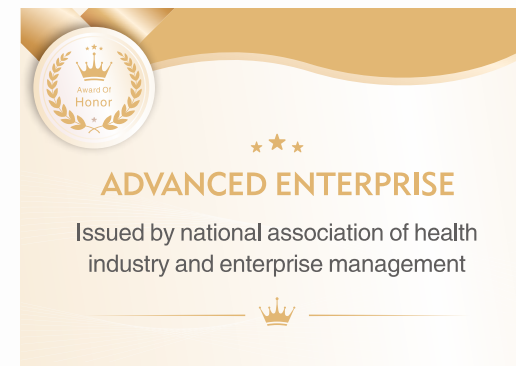 Award Of
Honor
ADVANCED ENTERPRISE
Issued by national association of health
industry and enterprise management